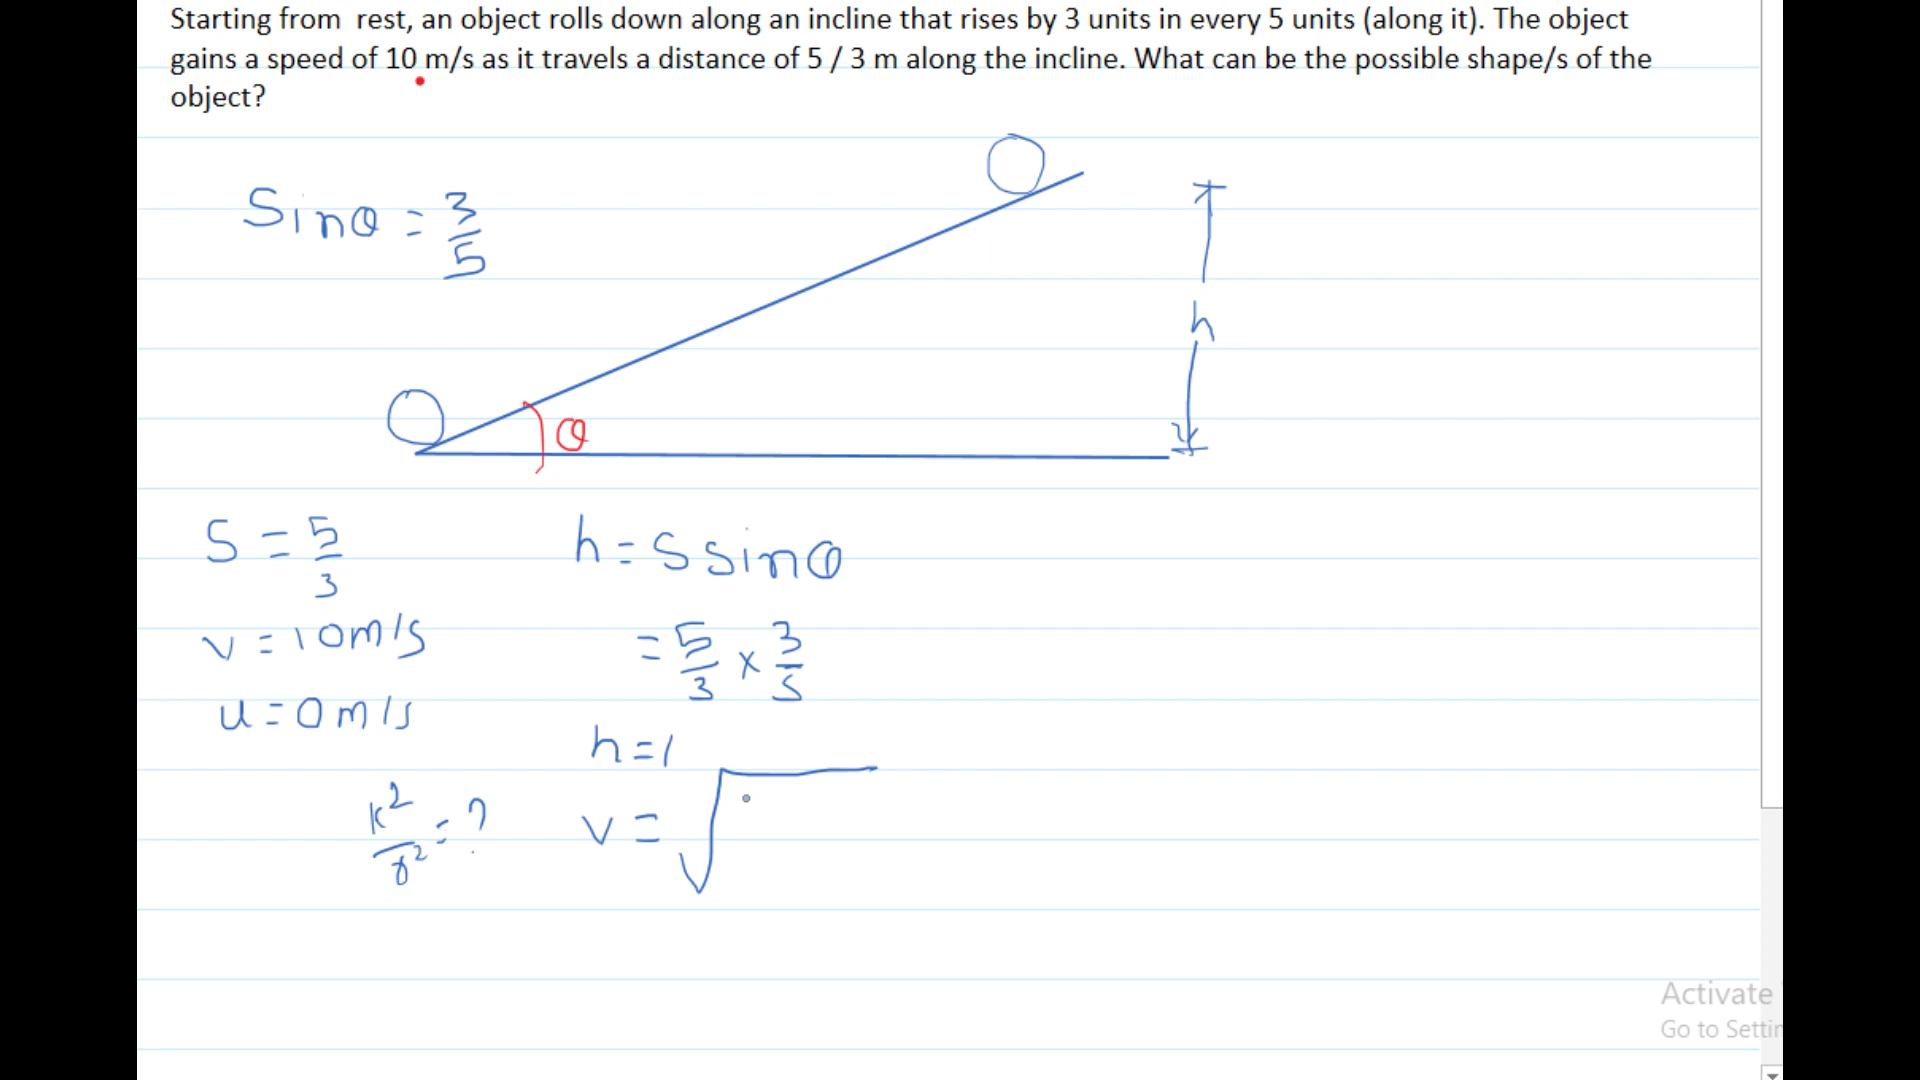 Starting from rest, an object rolls down along an incline that rises by 3 units in every 5 units (along it). The object
gains a speed of 10 m/s as it travels a distance of 5 / 3 m along the incline. What can be the possible shape/s of the
object?
Sinθ = 3/5
h
θ
S = 5/3
v = 10 m/s
u = 0 m/s
k²/r² = ?
h = S sinθ
= 5/3 × 3/5
h = 1
v = √
Activate
Go to Settin